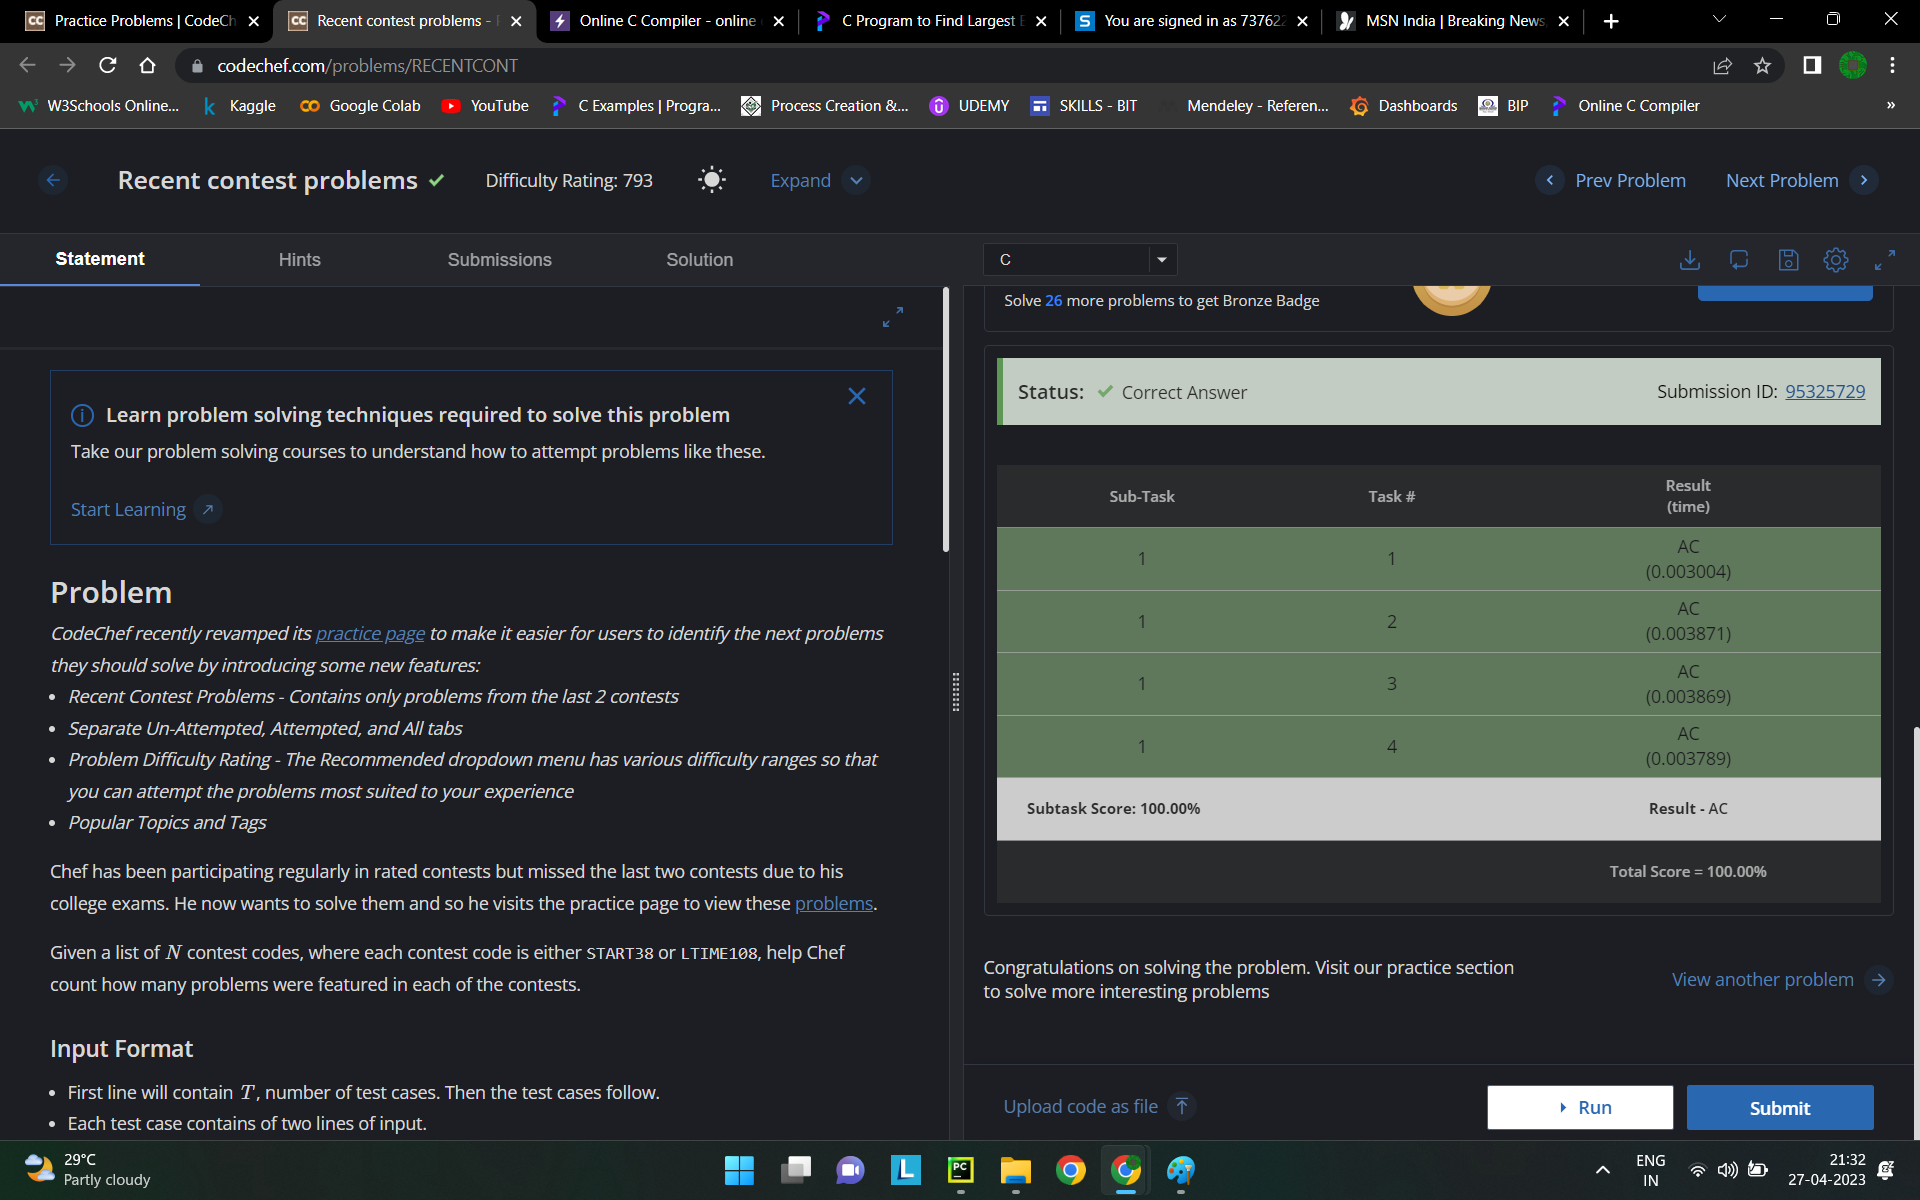 Practice Problems | CodeCh
Recent contest problems - P
Online C Compiler - online
C Program to Find Largest E
You are signed in as 73762
MSN India | Breaking News,
codechef.com/problems/RECENTCONT
W3Schools Online...
Kaggle
Google Colab
YouTube
C Examples | Progra...
Process Creation &...
UDEMY
SKILLS - BIT
Mendeley - Referen...
Dashboards
BIP
Online C Compiler
»
Recent contest problems
Difficulty Rating: 793
Expand
Prev Problem
Next Problem
Statement
Hints
Submissions
Solution
C
Learn problem solving techniques required to solve this problem
Take our problem solving courses to understand how to attempt problems like these.
Start Learning
Problem
CodeChef recently revamped its practice page to make it easier for users to identify the next problems
they should solve by introducing some new features:
• Recent Contest Problems - Contains only problems from the last 2 contests
• Separate Un-Attempted, Attempted, and All tabs
• Problem Difficulty Rating - The Recommended dropdown menu has various difficulty ranges so that
you can attempt the problems most suited to your experience
• Popular Topics and Tags
Chef has been participating regularly in rated contests but missed the last two contests due to his
college exams. He now wants to solve them and so he visits the practice page to view these problems.
Given a list of N contest codes, where each contest code is either START38 or LTIME108, help Chef
count how many problems were featured in each of the contests.
Input Format
• First line will contain T, number of test cases. Then the test cases follow.
• Each test case contains of two lines of input.
Solve 26 more problems to get Bronze Badge
Status: Correct Answer
Submission ID: 95325729
Sub-Task Task # Result
(time)
1 1 AC
(0.003004)
1 2 AC
(0.003871)
1 3 AC
(0.003869)
1 4 AC
(0.003789)
Subtask Score: 100.00% Result - AC
Total Score = 100.00%
Congratulations on solving the problem. Visit our practice section
to solve more interesting problems
View another problem
Upload code as file
Run
Submit
29°C
Partly cloudy
L
PC
ENG
IN
21:32
27-04-2023